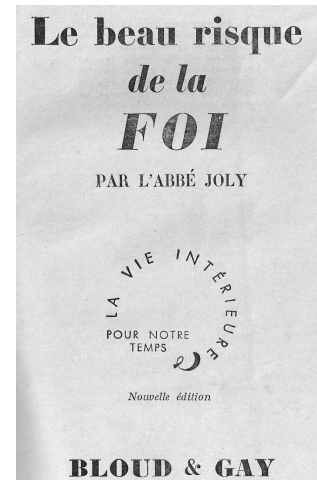 Le beau risque
de la
FOI
PAR L'ABBÉ JOLY
LA VIE INTÉRIEURE
POUR NOTRE
TEMPS
Nouvelle édition
BLOUD & GAY